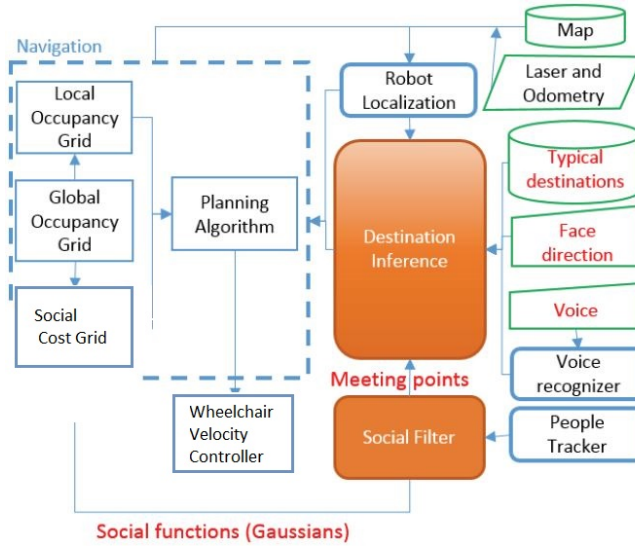 Navigation
Local
Occupancy
Grid
Global
Occupancy
Grid
Social
Cost Grid
Planning
Algorithm
Wheelchair
Velocity
Controller
Robot
Localization
Destination
Inference
Meeting points
Social Filter
Social functions (Gaussians)
Map
Laser and
Odometry
Typical
destinations
Face
direction
Voice
Voice
recognizer
People
Tracker